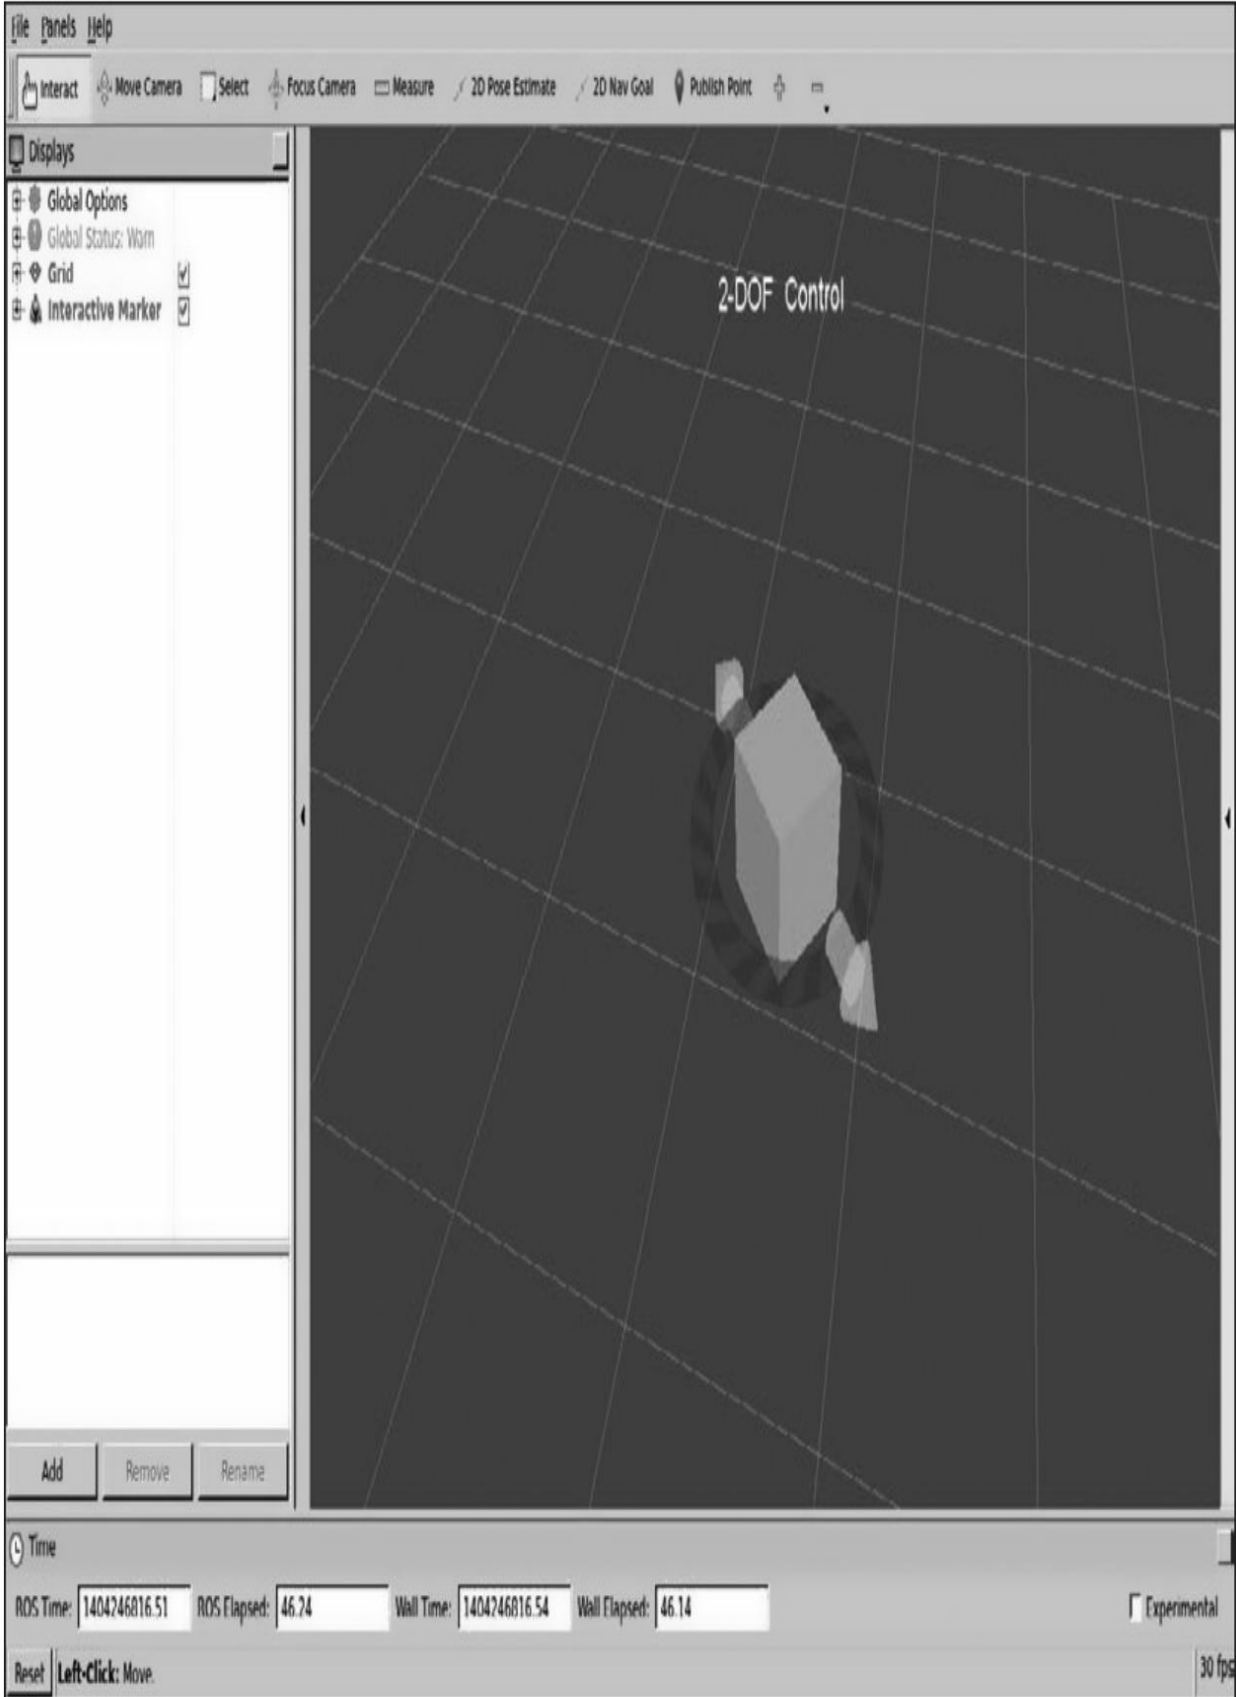 File Panels Help
Interact Move Camera Select Focus Camera Measure 2D Pose Estimate 2D Nav Goal Publish Point
Displays
Global Options
Global Status: Warn
Grid
Interactive Marker
2-DOF Control
Add Remove Rename
Time
ROS Time: 1404246816.51 ROS Elapsed: 46.24 Wall Time: 1404246816.54 Wall Elapsed: 46.14 Experimental
Reset Left-Click: Move. 30 fps